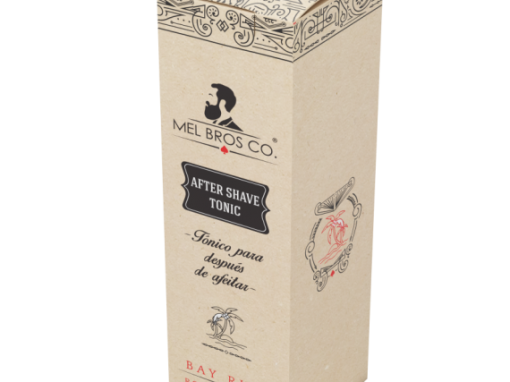 MEL BROS CO.®
AFTER SHAVE
TONIC
-Tónico para
después
de afeitar-
BAY